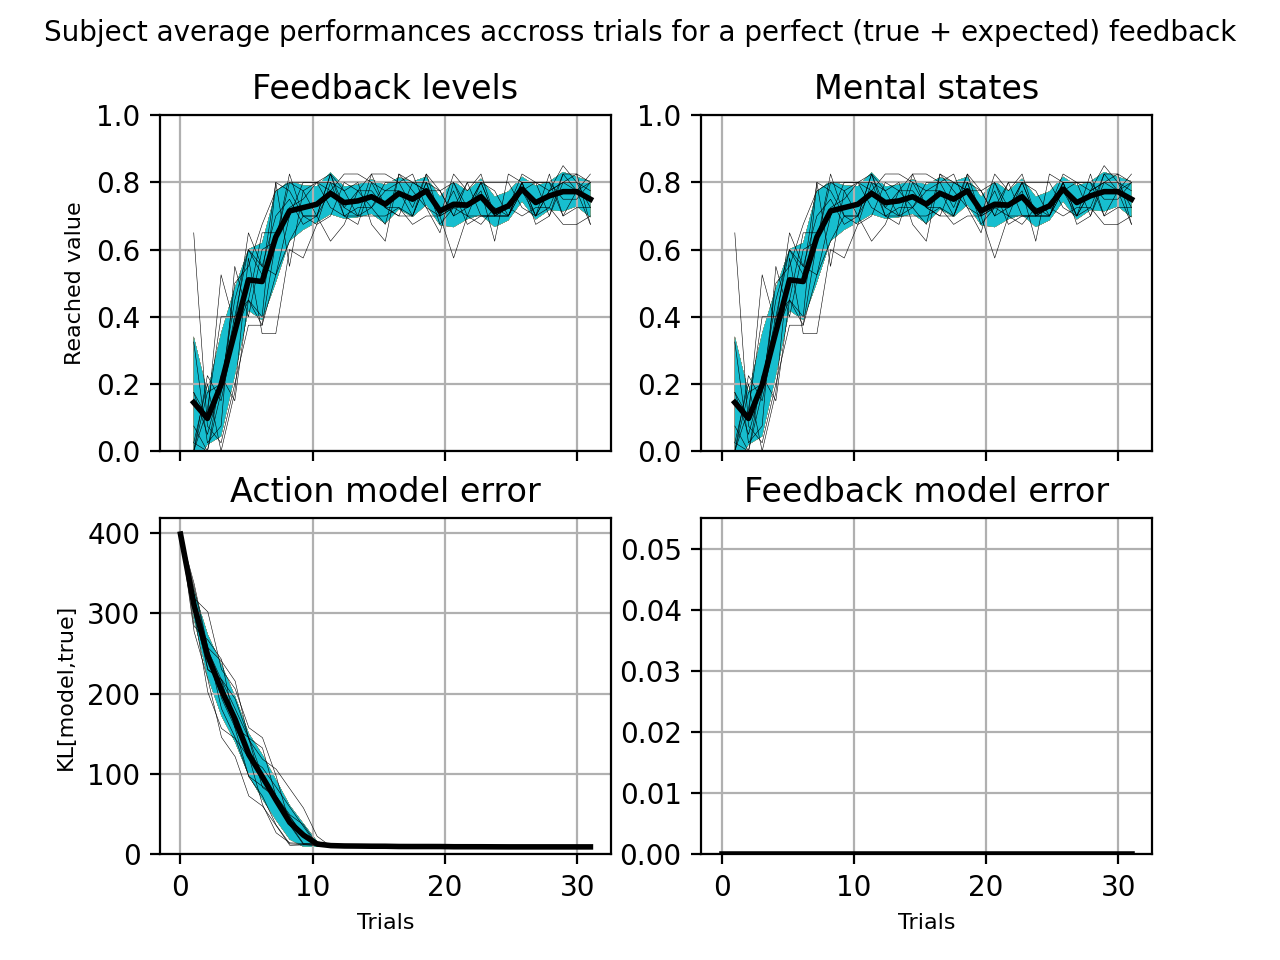 Subject average performances accross trials for a perfect (true + expected) feedback
Feedback levels
Mental states
1.0
0.8
0.6
0.4
0.2
0.0
Reached value
1.0
0.8
0.6
0.4
0.2
0.0
Action model error
Feedback model error
400
300
200
100
0
KL[model,true]
0.05
0.04
0.03
0.02
0.01
0.00
0 10 20 30
Trials
0 10 20 30
Trials